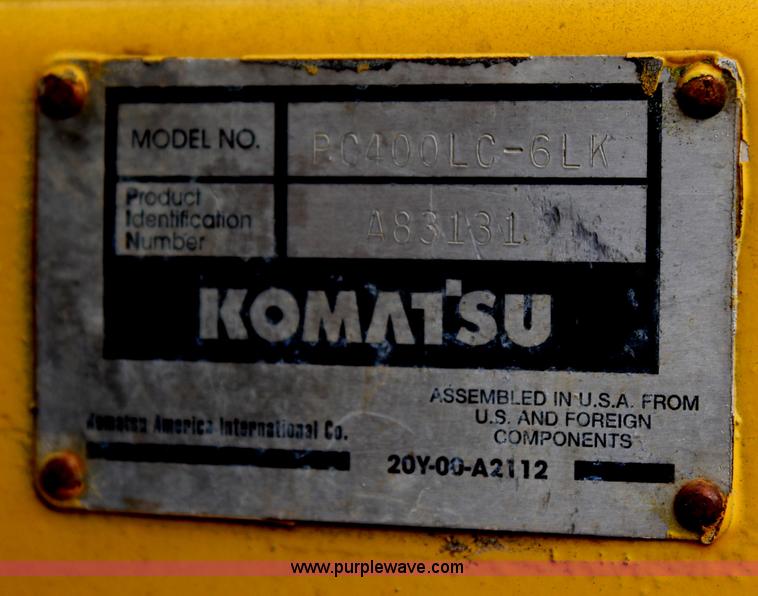 MODEL NO. PC400LC-6LK
Product
Identification
Number
A83131
KOMATSU
ASSEMBLED IN U.S.A. FROM
U.S. AND FOREIGN
COMPONENTS
Komatsu America International Co.
20Y-00-A2112
www.purplewave.com